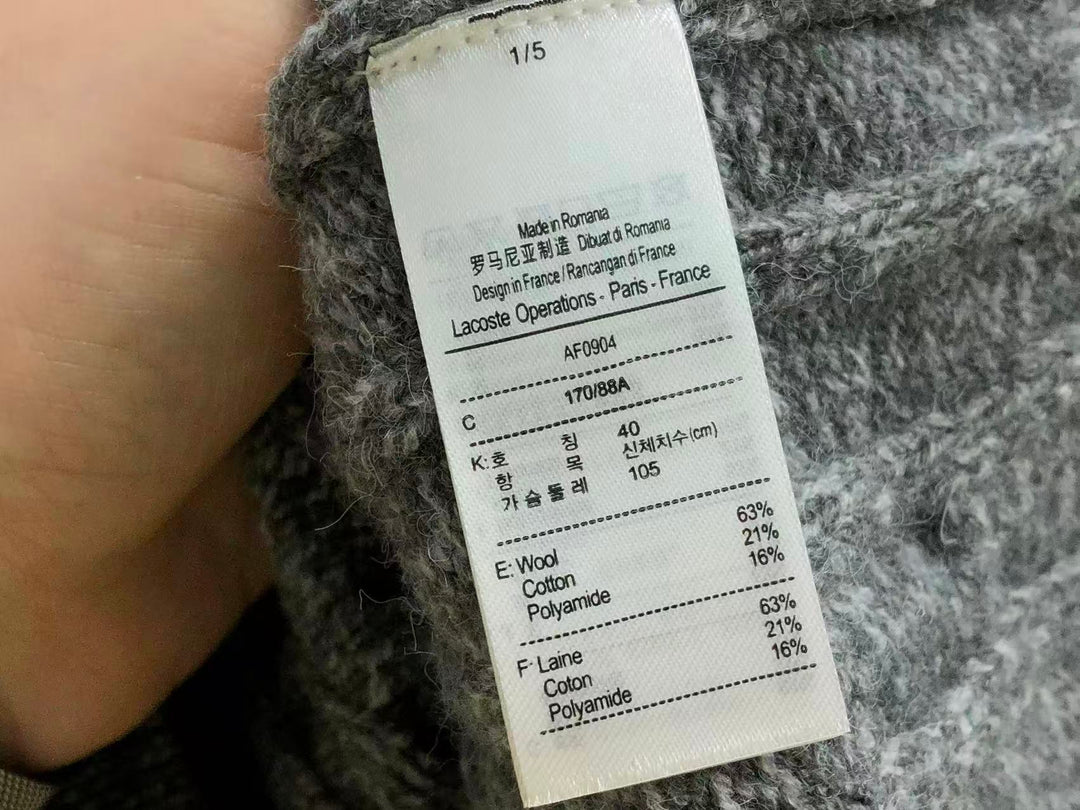 1/5
Made in Romania
罗马尼亚制造 Dibuat di Romania
Design in France / Rancangan di France
Lacoste Operations - Paris - France
AF0904
C 170/88A
K: 호 칭 40
항 목 신체치수(cm)
가슴둘레 105
E: Wool 63%
Cotton 21%
Polyamide 16%
F: Laine 63%
Coton 21%
Polyamide 16%